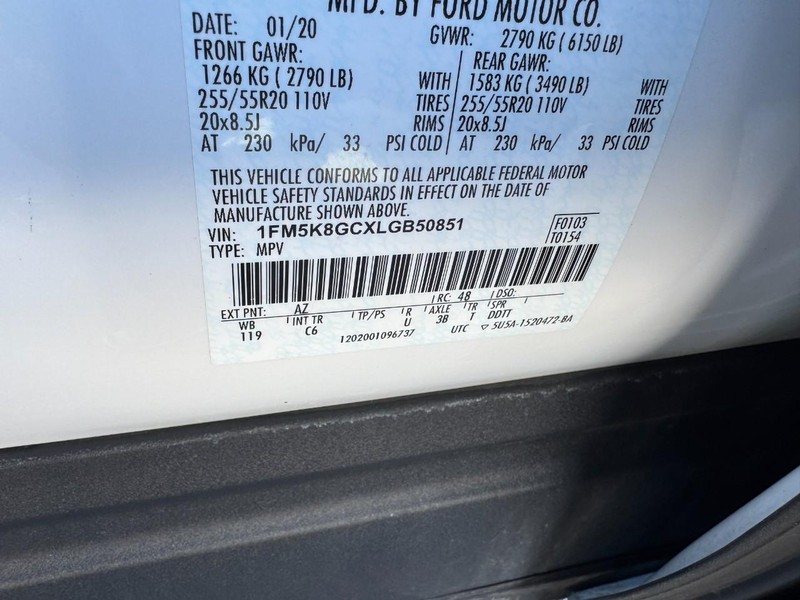 MFD. BY FORD MOTOR CO.
DATE: 01/20 GVWR: 2790 KG ( 6150 LB)
FRONT GAWR: REAR GAWR:
1266 KG ( 2790 LB) WITH 1583 KG ( 3490 LB) WITH
255/55R20 110V TIRES 255/55R20 110V TIRES
20x8.5J RIMS 20x8.5J RIMS
AT 230 kPa/ 33 PSI COLD AT 230 kPa/ 33 PSI COLD
THIS VEHICLE CONFORMS TO ALL APPLICABLE FEDERAL MOTOR
VEHICLE SAFETY STANDARDS IN EFFECT ON THE DATE OF
MANUFACTURE SHOWN ABOVE.
VIN: 1FM5K8GCXLGB50851 F0103
TYPE: MPV T0154
EXT PNT: AZ RC: 48 DSO:
WB INT TR TP/PS R AXLE TR SPR
119 C6 U 3B T DDTT
1202001096737 UTC ▽ 5U5A-1520472-BA